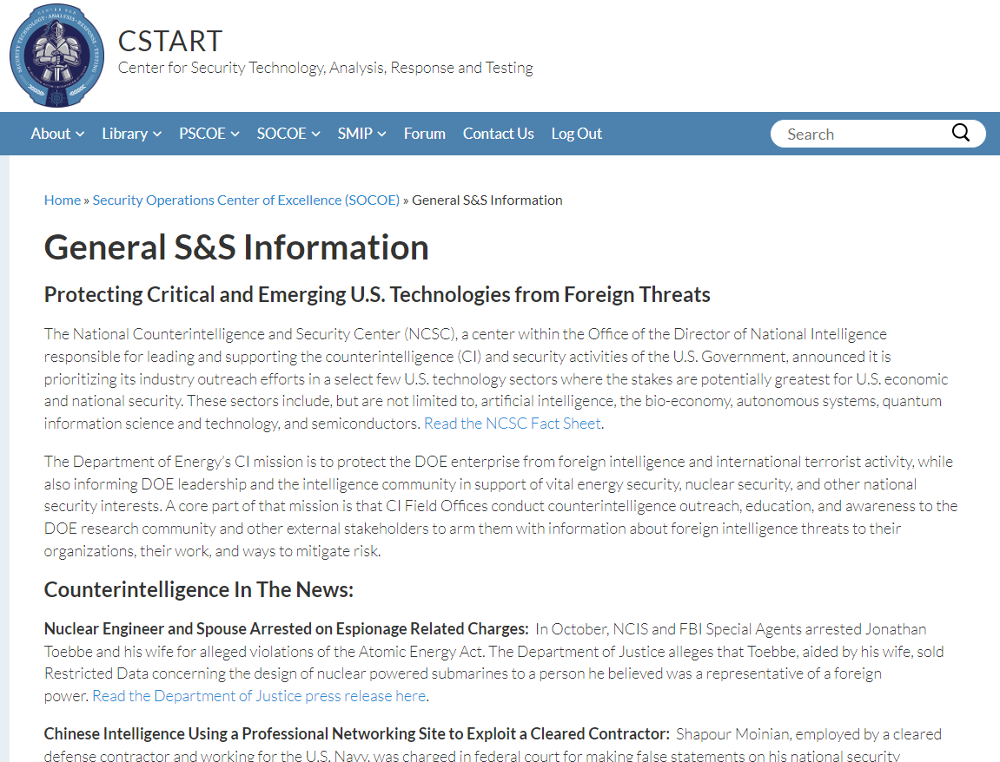 CENTER FOR
SECURITY TECHNOLOGY, ANALYSIS, RESPONSE, TESTING
CSTART
Center for Security Technology, Analysis, Response and Testing
About Library PSCOE SOCOE SMIP Forum Contact Us Log Out Search
Home » Security Operations Center of Excellence (SOCOE) » General S&S Information
General S&S Information
Protecting Critical and Emerging U.S. Technologies from Foreign Threats
The National Counterintelligence and Security Center (NCSC), a center within the Office of the Director of National Intelligence
responsible for leading and supporting the counterintelligence (CI) and security activities of the U.S. Government, announced it is
prioritizing its industry outreach efforts in a select few U.S. technology sectors where the stakes are potentially greatest for U.S. economic
and national security. These sectors include, but are not limited to, artificial intelligence, the bio-economy, autonomous systems, quantum
information science and technology, and semiconductors. Read the NCSC Fact Sheet.
The Department of Energy's CI mission is to protect the DOE enterprise from foreign intelligence and international terrorist activity, while
also informing DOE leadership and the intelligence community in support of vital energy security, nuclear security, and other national
security interests. A core part of that mission is that CI Field Offices conduct counterintelligence outreach, education, and awareness to the
DOE research community and other external stakeholders to arm them with information about foreign intelligence threats to their
organizations, their work, and ways to mitigate risk.
Counterintelligence In The News:
Nuclear Engineer and Spouse Arrested on Espionage Related Charges: In October, NCIS and FBI Special Agents arrested Jonathan
Toebbe and his wife for alleged violations of the Atomic Energy Act. The Department of Justice alleges that Toebbe, aided by his wife, sold
Restricted Data concerning the design of nuclear powered submarines to a person he believed was a representative of a foreign
power. Read the Department of Justice press release here.
Chinese Intelligence Using a Professional Networking Site to Exploit a Cleared Contractor: Shapour Moinian, employed by a cleared
defense contractor and working for the U.S. Navy, was charged in federal court for making false statements on his national security